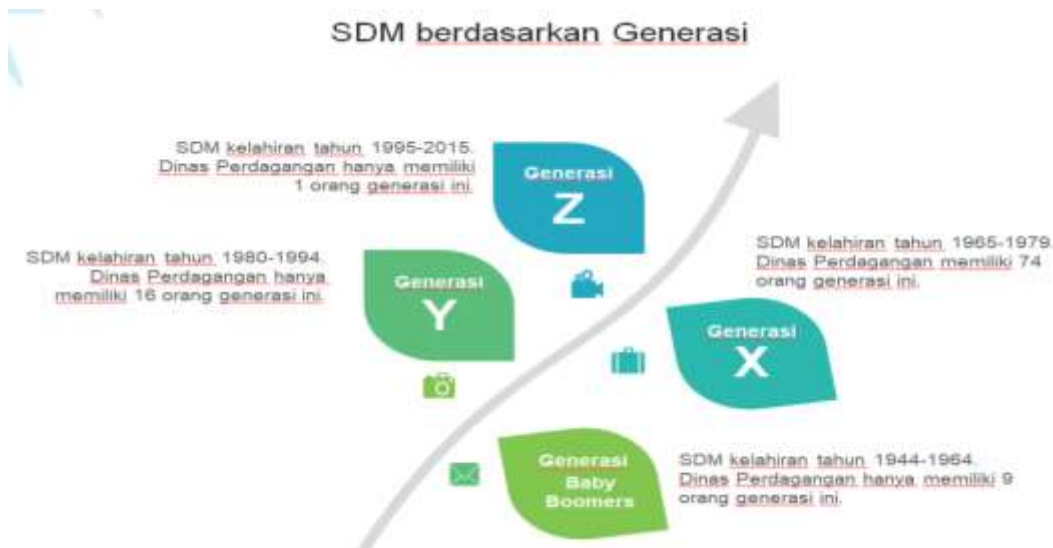 SDM berdasarkan Generasi
SDM kelahiran tahun 1995-2015.
Dinas Perdagangan hanya memiliki
1 orang generasi ini.
Generasi
Z
SDM kelahiran tahun 1980-1994.
Dinas Perdagangan hanya
memiliki 16 orang generasi ini.
Generasi
Y
SDM kelahiran tahun 1965-1979.
Dinas Perdagangan memiliki 74
orang generasi ini.
Generasi
X
Generasi
Baby
Boomers
SDM kelahiran tahun 1944-1964.
Dinas Perdagangan hanya memiliki 9
orang generasi ini.